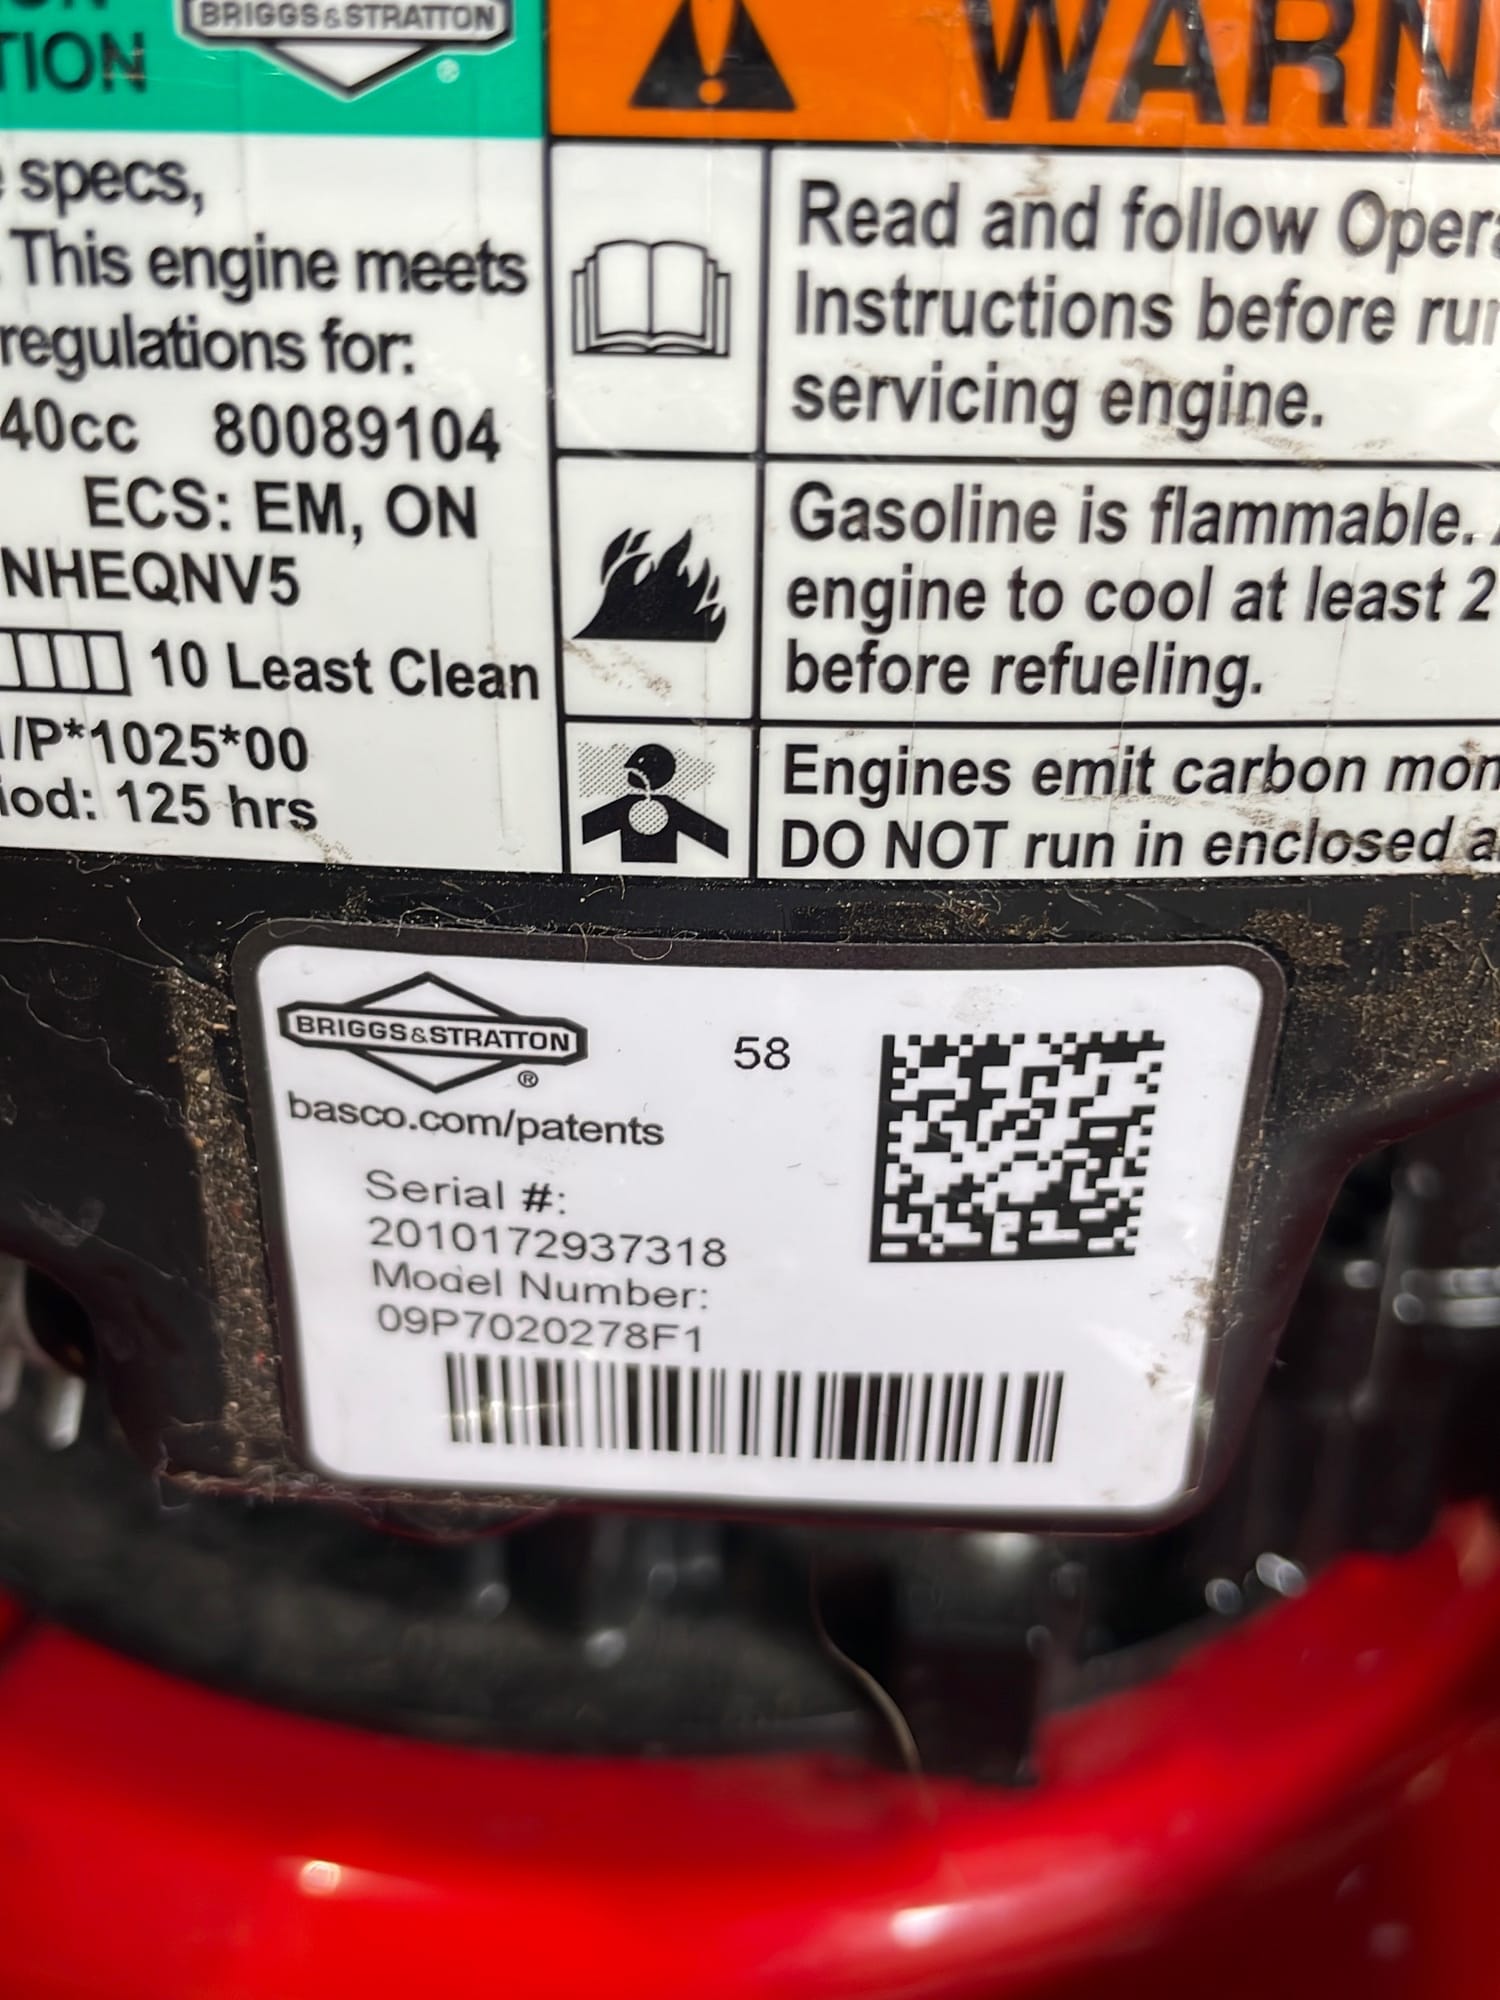 TION
BRIGGS&STRATTON
®
specs,
This engine meets
regulations for:
40cc 80089104
ECS: EM, ON
NHEQNV5
10 Least Clean
/P*1025*00
iod: 125 hrs
WARN
Read and follow Oper
Instructions before
servicing engine.
Gasoline is flammable.
engine to cool at least 2
before refueling.
Engines emit carbon mon
DO NOT run in enclosed a
BRIGGS&STRATTON
®
58
basco.com/patents
Serial #:
2010172937318
Model Number:
09P7020278F1